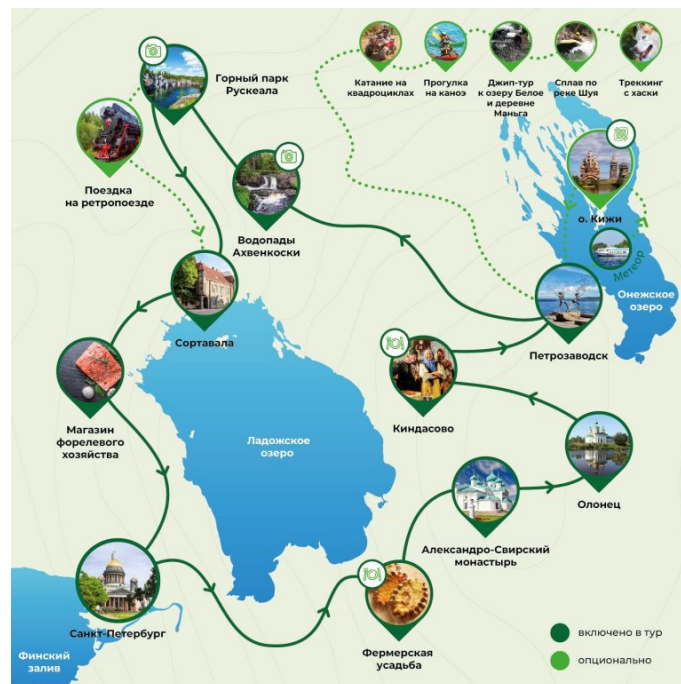 Горный парк
Рускеала
Катание на
квадроциклах
Прогулка
на каноэ
Джип-тур
к озеру Белое
и деревне
Маньга
Сплав по
реке Шуя
Треккинг
с хаски
Поездка
на ретропоезде
Водопады
Ахвенкоски
о. Кижи
Метеор
Онежское
озеро
Сортавала
Петрозаводск
Магазин
форелевого
хозяйства
Ладожское
озеро
Киндасово
Олонец
Александро-Свирский
монастырь
Санкт-Петербург
Фермерская
усадьба
Финский
залив
включено в тур
опционально